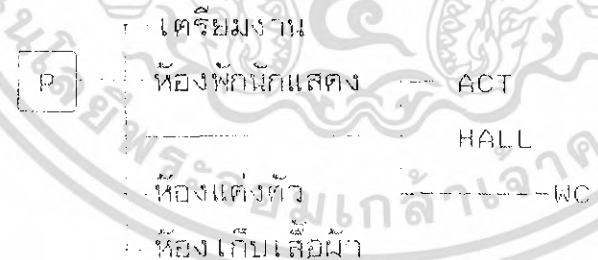 เตรียมงาน
P ห้องพักนักแสดง ACT
HALL
ห้องแต่งตัว WC
ห้องเก็บเสื้อผ้า